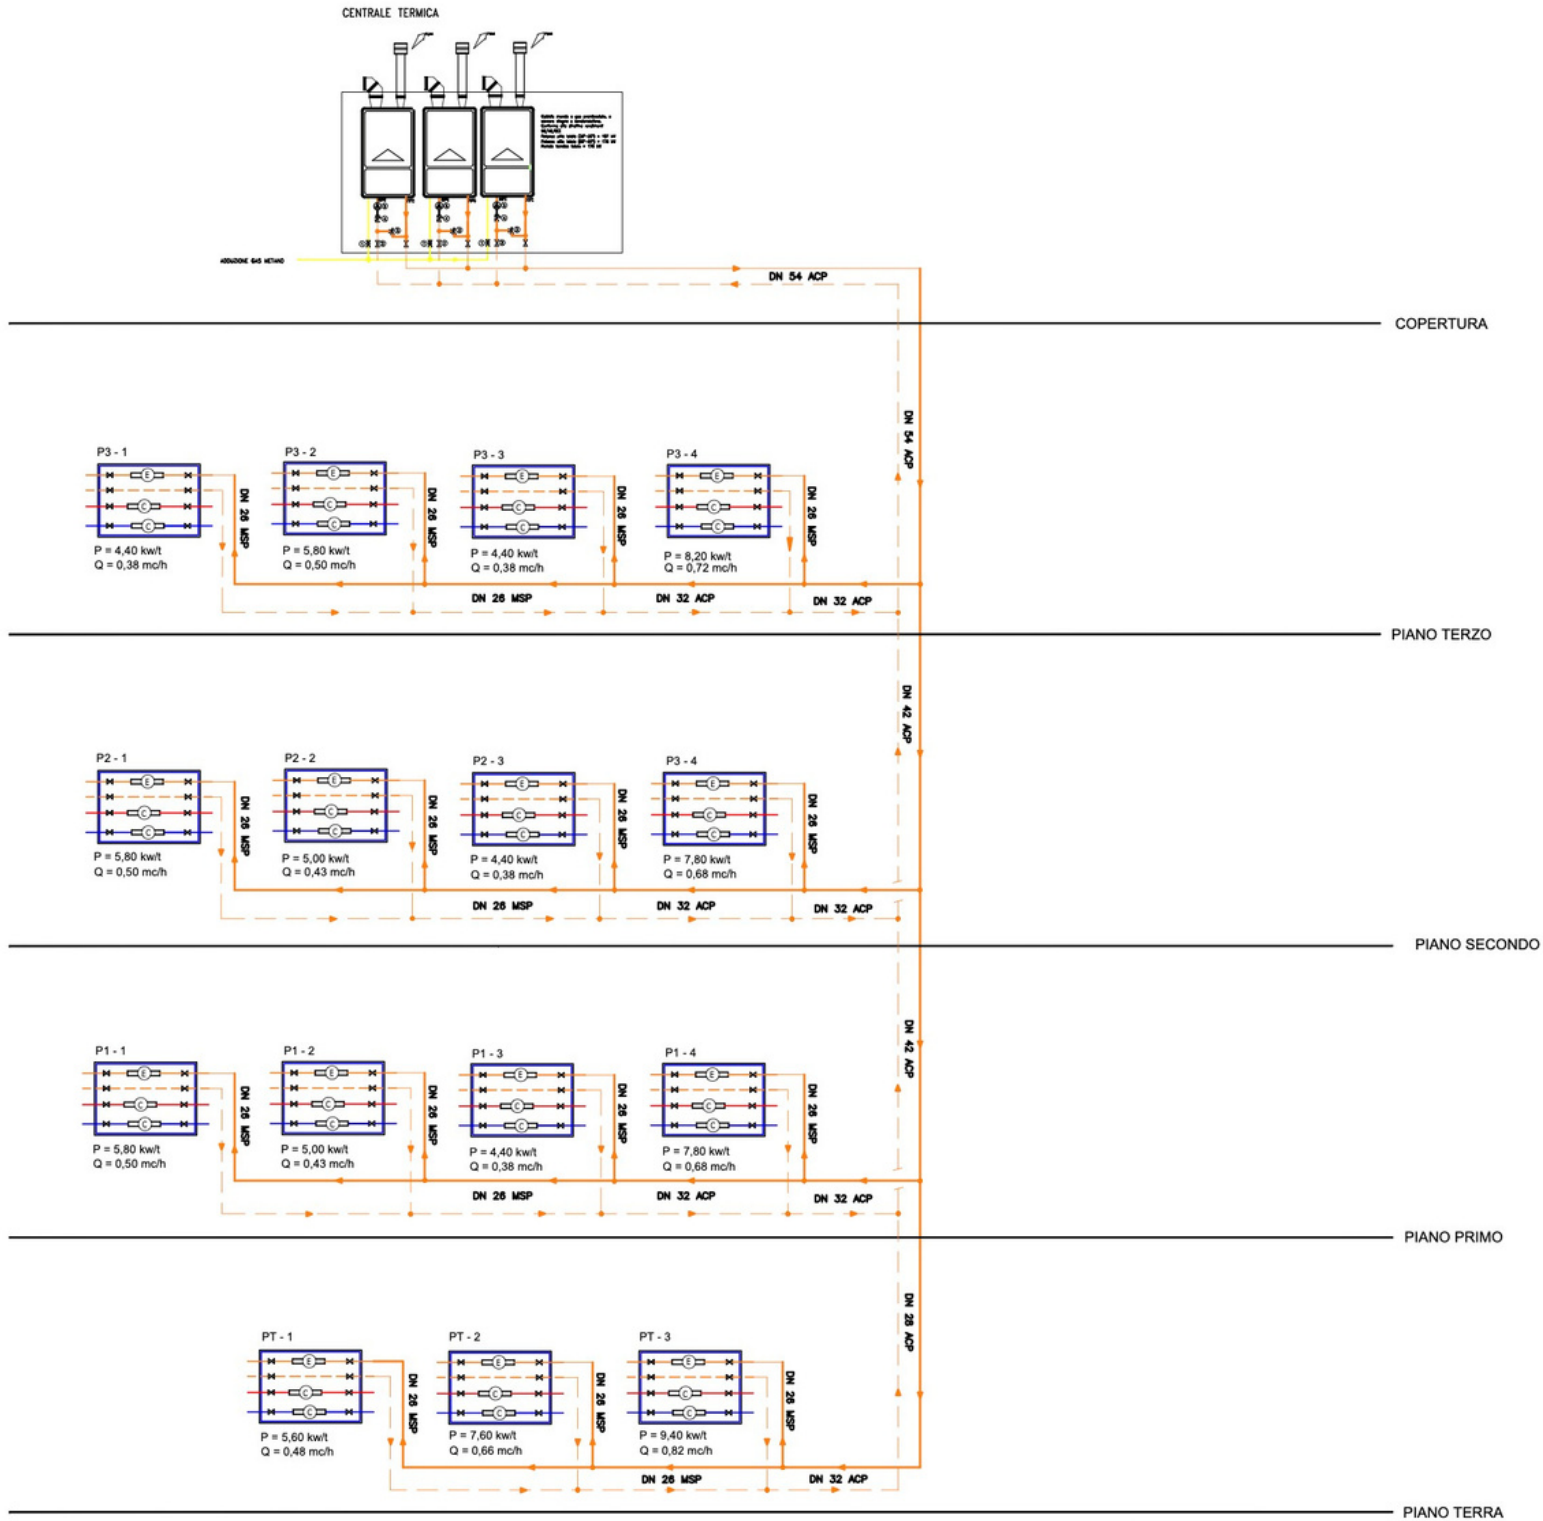 CENTRALE TERMICA
ADDUZIONE GAS METANO
DN 54 ACP
COPERTURA
DN 54 ACP
P3 - 1
P3 - 2
P3 - 3
P3 - 4
E
E
E
E
C
C
C
C
C
C
C
C
DN 26 MSP
DN 26 MSP
DN 26 MSP
DN 26 MSP
P = 4,40 kw/t
Q = 0,38 mc/h
P = 5,80 kw/t
Q = 0,50 mc/h
P = 4,40 kw/t
Q = 0,38 mc/h
P = 8,20 kw/t
Q = 0,72 mc/h
DN 26 MSP
DN 32 ACP
DN 32 ACP
PIANO TERZO
DN 42 ACP
P2 - 1
P2 - 2
P2 - 3
P3 - 4
E
E
E
E
C
C
C
C
C
C
C
C
DN 26 MSP
DN 26 MSP
DN 26 MSP
DN 26 MSP
P = 5,80 kw/t
Q = 0,50 mc/h
P = 5,00 kw/t
Q = 0,43 mc/h
P = 4,40 kw/t
Q = 0,38 mc/h
P = 7,80 kw/t
Q = 0,68 mc/h
DN 26 MSP
DN 32 ACP
DN 32 ACP
PIANO SECONDO
DN 42 ACP
P1 - 1
P1 - 2
P1 - 3
P1 - 4
E
E
E
E
C
C
C
C
C
C
C
C
DN 26 MSP
DN 26 MSP
DN 26 MSP
DN 26 MSP
P = 5,80 kw/t
Q = 0,50 mc/h
P = 5,00 kw/t
Q = 0,43 mc/h
P = 4,40 kw/t
Q = 0,38 mc/h
P = 7,80 kw/t
Q = 0,68 mc/h
DN 26 MSP
DN 32 ACP
DN 32 ACP
PIANO PRIMO
DN 28 ACP
PT - 1
PT - 2
PT - 3
E
E
E
C
C
C
C
C
C
DN 26 MSP
DN 26 MSP
DN 26 MSP
P = 5,60 kw/t
Q = 0,48 mc/h
P = 7,60 kw/t
Q = 0,66 mc/h
P = 9,40 kw/t
Q = 0,82 mc/h
DN 26 MSP
DN 32 ACP
PIANO TERRA